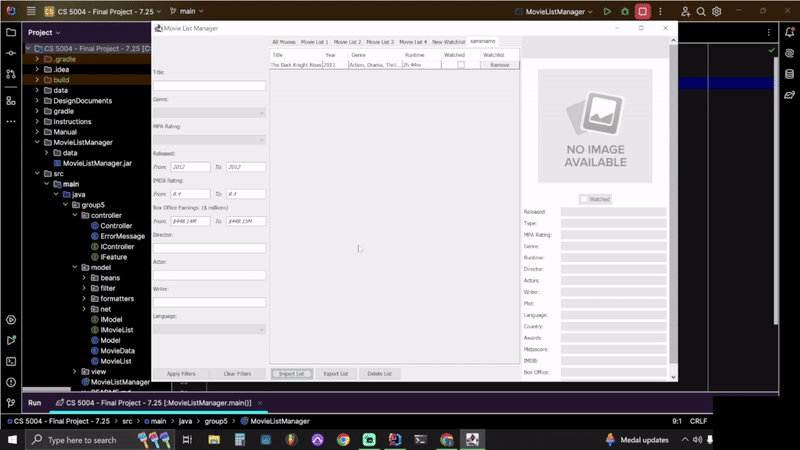 CS 5004 - Final Project - 7.25
main
MovieListManager
Project
CS 5004 - Final Project - 7.25 [CS
.gradle
.idea
build
data
DesignDocuments
gradle
Instructions
Manual
MovieListManager
data
MovieListManager.jar
src
main
java
group5
controller
Controller
ErrorMessage
IController
IFeature
model
beans
filter
formatters
net
IModel
IMovieList
Model
MovieData
MovieList
view
MovieListManager
Movie List Manager
All Movies Movie List 1 Movie List 2 Movie List 3 Movie List 4 New Watchlist
Title Year Genre Runtime Watched Watchlist
The Dark Knight Rises 2012 Action, Drama, Thril... 2h 44m Remove
Title:
Genre:
MPA Rating:
Released:
From: 2012 To: 2012
IMDB Rating:
From: 8.4 To: 8.4
Box Office Earnings: ($ millions)
From: $448.14M To: $448.15M
Director:
Actor:
Writer:
Language:
Apply Filters Clear Filters Import List Export List Delete List
NO IMAGE
AVAILABLE
Watched
Released:
Type:
MPA Rating:
Genre:
Runtime:
Director:
Actors:
Writer:
Plot:
Language:
Country:
Awards:
Metascore:
IMDB:
Box Office:
Run CS 5004 - Final Project - 7.25 [:MovieListManager.main()]
CS 5004 - Final Project - 7.25 > src > main > java > group5 > MovieListManager 9:1 CRLF
Type here to search
Medal updates